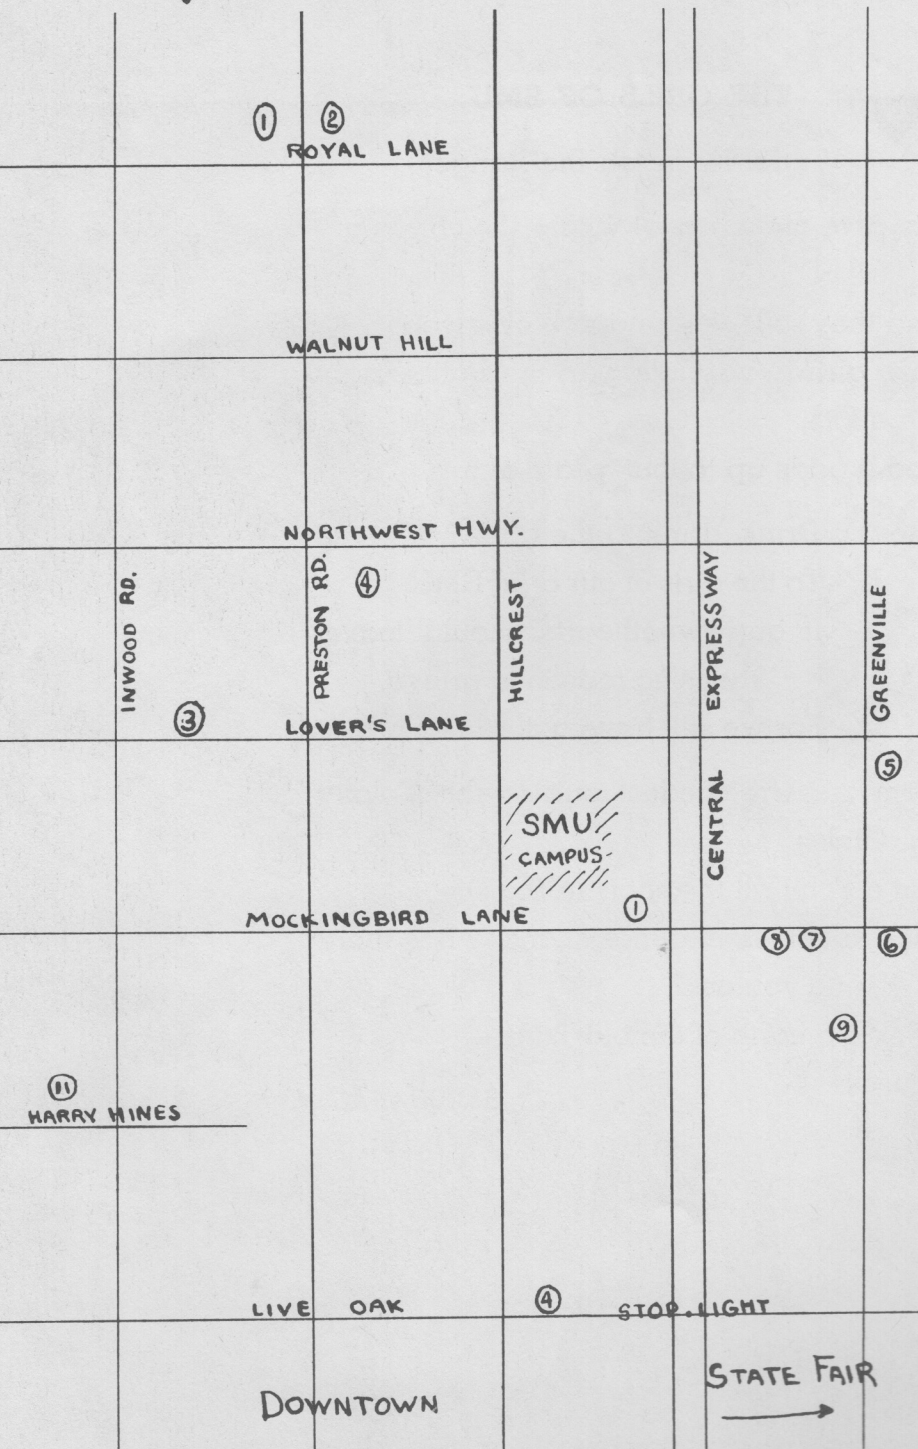 1 2
ROYAL LANE
WALNUT HILL
NORTHWEST HWY.
INWOOD RD.
PRESTON RD.
4
HILLCREST
CENTRAL EXPRESSWAY
GREENVILLE
3
LOVER'S LANE
5
SMU
CAMPUS
1
MOCKINGBIRD LANE
8 7 6
9
11
HARRY HINES
LIVE OAK
4
STOP.LIGHT
STATE FAIR
DOWNTOWN